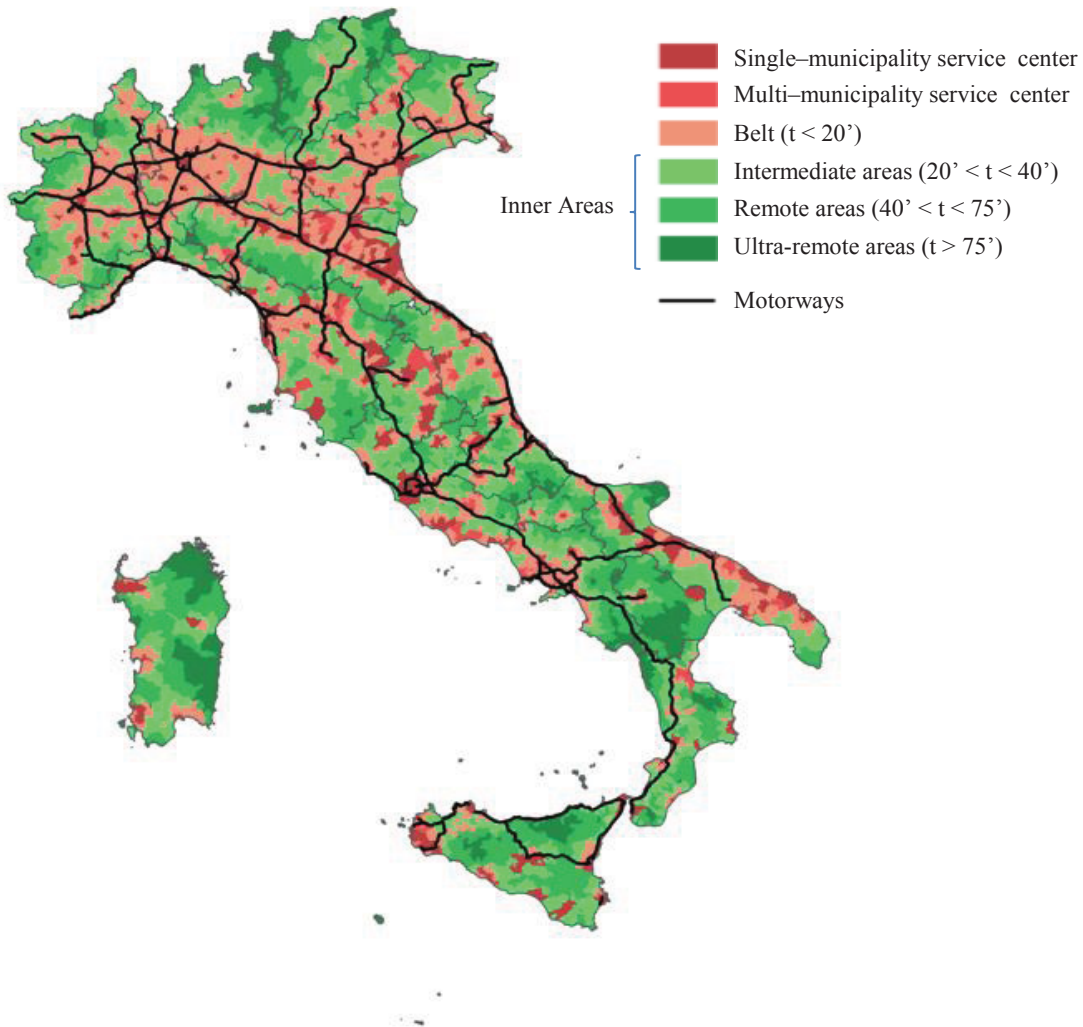 Single–municipality service center
Multi–municipality service center
Belt (t < 20’)
Intermediate areas (20’ < t < 40’)
Inner Areas
Remote areas (40’ < t < 75’)
Ultra-remote areas (t > 75’)
Motorways